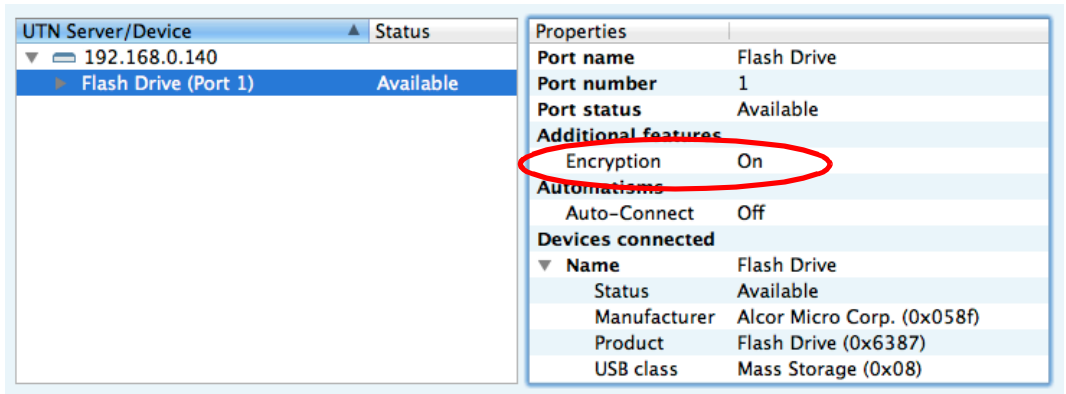 UTN Server/Device Status
192.168.0.140
Flash Drive (Port 1) Available
Properties
Port name Flash Drive
Port number 1
Port status Available
Additional features
Encryption On
Automatisms
Auto-Connect Off
Devices connected
Name Flash Drive
Status Available
Manufacturer Alcor Micro Corp. (0x058f)
Product Flash Drive (0x6387)
USB class Mass Storage (0x08)